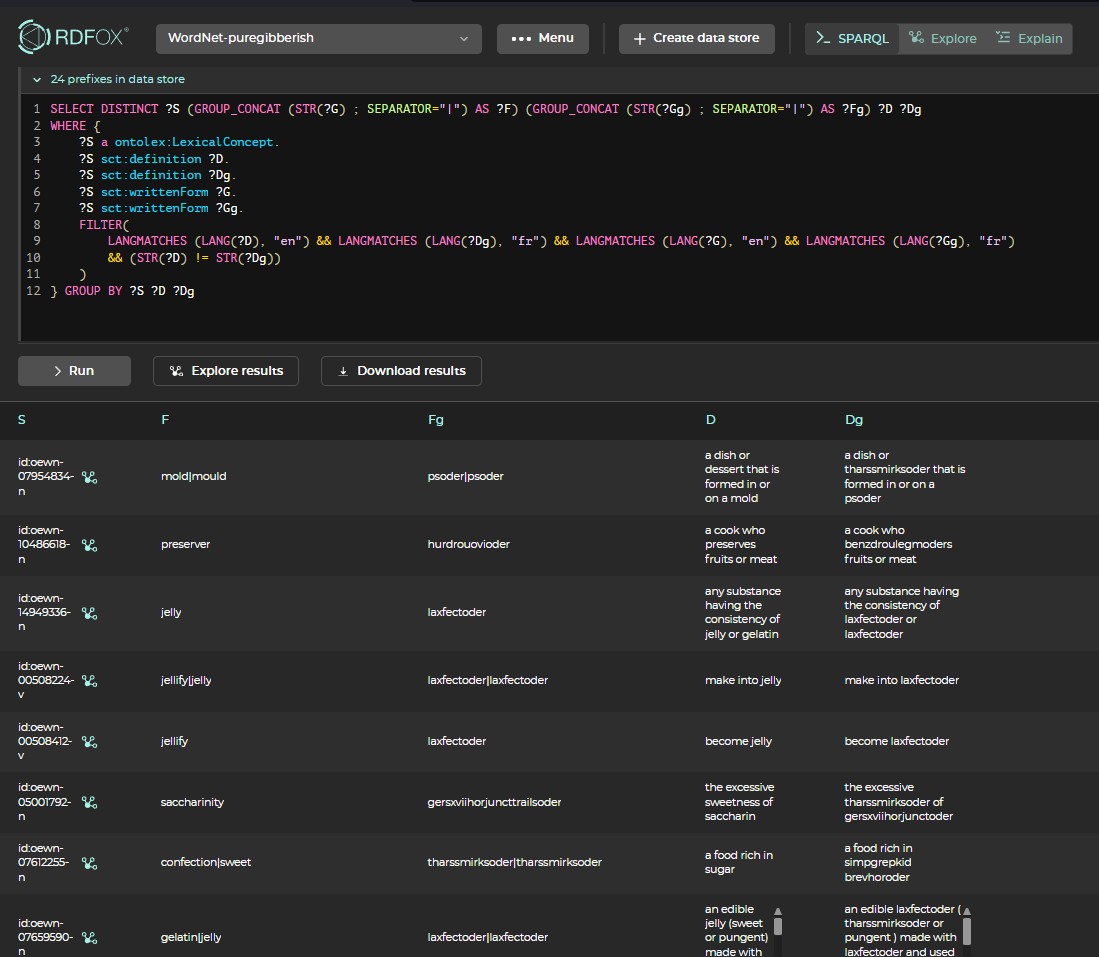 RDFOX®
WordNet-puregibberish
Menu
Create data store
SPARQL
Explore
Explain
24 prefixes in data store
1 SELECT DISTINCT ?S (GROUP_CONCAT (STR(?G) ; SEPARATOR="|") AS ?F) (GROUP_CONCAT (STR(?Gg) ; SEPARATOR="|") AS ?Fg) ?D ?Dg
2 WHERE {
3 ?S a ontolex:LexicalConcept.
4 ?S sct:definition ?D.
5 ?S sct:definition ?Dg.
6 ?S sct:writtenForm ?G.
7 ?S sct:writtenForm ?Gg.
8 FILTER(
9 LANGMATCHES (LANG(?D), "en") && LANGMATCHES (LANG(?Dg), "fr") && LANGMATCHES (LANG(?G), "en") && LANGMATCHES (LANG(?Gg), "fr")
10 && (STR(?D) != STR(?Dg))
11 )
12 } GROUP BY ?S ?D ?Dg
Run
Explore results
Download results
S F Fg D Dg
id:oewn-
07954834-
n
mold|mould
psoder|psoder
a dish or
dessert that is
formed in or
on a mold
a dish or
tharssmirksoder that is
formed in or on a
psoder
id:oewn-
10486618-
n
preserver
hurdrouovioder
a cook who
preserves
fruits or meat
a cook who
benzdroulegmoders
fruits or meat
id:oewn-
14949336-
n
jelly
laxfectoder
any substance
having the
consistency of
jelly or gelatin
any substance having
the consistency of
laxfectoder or
laxfectoder
id:oewn-
00508224-
v
jellify|jelly
laxfectoder|laxfectoder
make into jelly
make into laxfectoder
id:oewn-
00508412-
v
jellify
laxfectoder
become jelly
become laxfectoder
id:oewn-
05001792-
n
saccharinity
gersxviihorjuncttrailsoder
the excessive
sweetness of
saccharin
the excessive
tharssmirksoder of
gersxviihorjunctoder
id:oewn-
07612255-
n
confection|sweet
tharssmirksoder|tharssmirksoder
a food rich in
sugar
a food rich in
simpgrepkid
brevhoroder
id:oewn-
07659590-
n
gelatin|jelly
laxfectoder|laxfectoder
an edible
jelly (sweet
or pungent)
made with
an edible laxfectoder (
tharssmirksoder or
pungent ) made with
laxfectoder and used